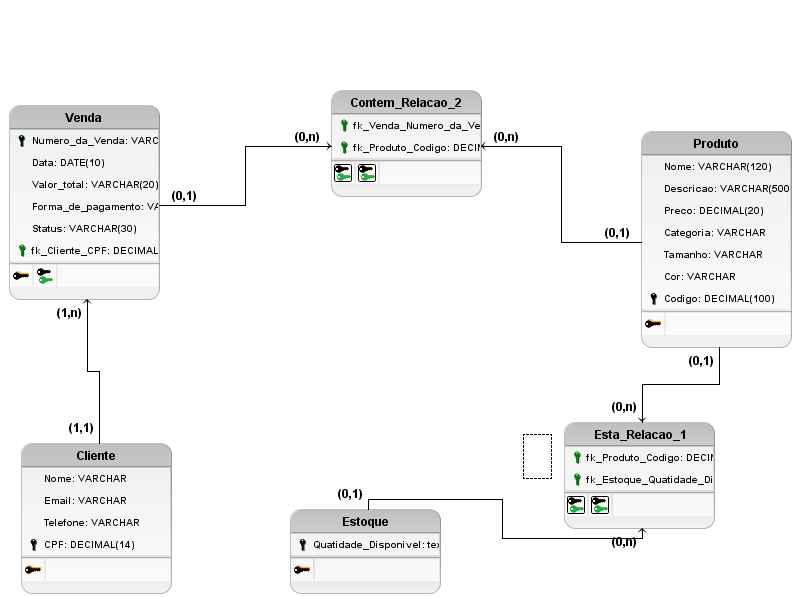 Venda
Numero_da_Venda: VARC
Data: DATE(10)
Valor_total: VARCHAR(20)
Forma_de_pagamento: VA
Status: VARCHAR(30)
fk_Cliente_CPF: DECIMAL
(0,1)
(1,n)
Contem_Relacao_2
fk_Venda_Numero_da_Ve
fk_Produto_Codigo: DECIM
(0,n)
(0,n)
Produto
Nome: VARCHAR(120)
Descricao: VARCHAR(500
Preco: DECIMAL(20)
Categoria: VARCHAR
Tamanho: VARCHAR
Cor: VARCHAR
Codigo: DECIMAL(100)
(0,1)
(0,1)
(1,1)
Cliente
Nome: VARCHAR
Email: VARCHAR
Telefone: VARCHAR
CPF: DECIMAL(14)
(0,1)
Estoque
Quatidade_Disponivel: tex
(0,n)
Esta_Relacao_1
fk_Produto_Codigo: DECIM
fk_Estoque_Quatidade_Di
(0,n)